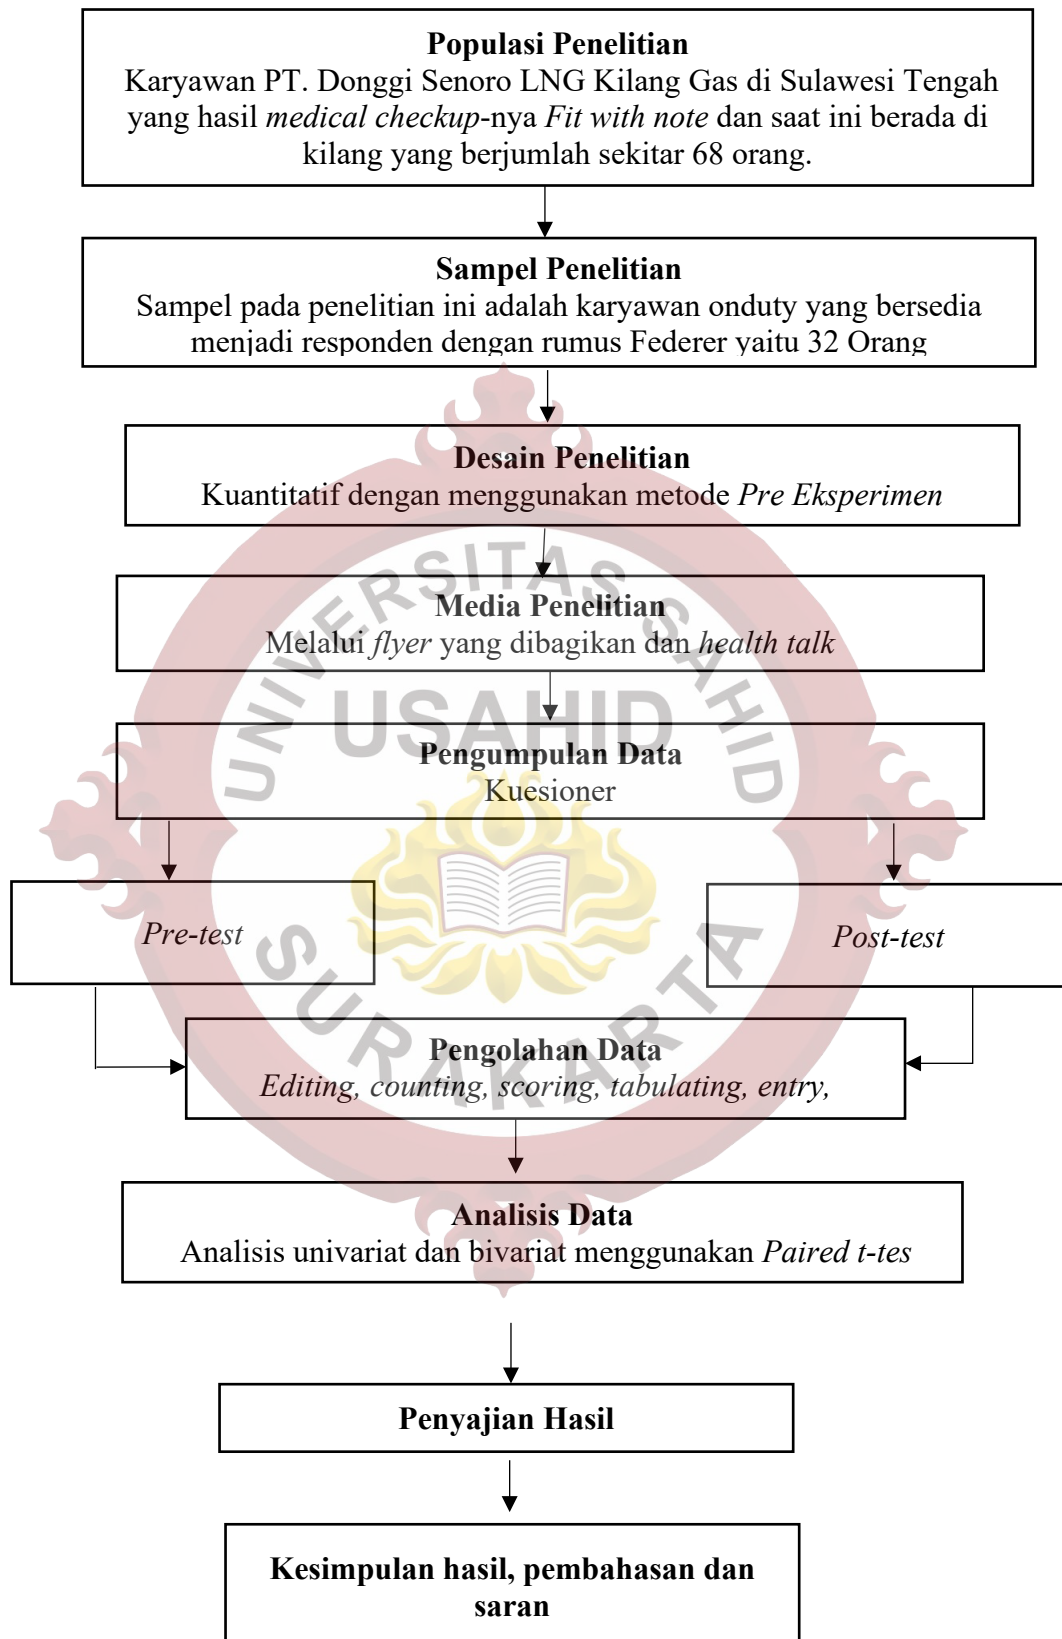 Populasi Penelitian
Karyawan PT. Donggi Senoro LNG Kilang Gas di Sulawesi Tengah
yang hasil medical checkup-nya Fit with note dan saat ini berada di
kilang yang berjumlah sekitar 68 orang.
Sampel Penelitian
Sampel pada penelitian ini adalah karyawan onduty yang bersedia
menjadi responden dengan rumus Federer yaitu 32 Orang
Desain Penelitian
Kuantitatif dengan menggunakan metode Pre Eksperimen
Media Penelitian
Melalui flyer yang dibagikan dan health talk
Pengumpulan Data
Kuesioner
Pre-test
Post-test
Pengolahan Data
Editing, counting, scoring, tabulating, entry,
Analisis Data
Analisis univariat dan bivariat menggunakan Paired t-tes
Penyajian Hasil
Kesimpulan hasil, pembahasan dan
saran
UNIVERSITAS SAHID
USAHID
SURAKARTA